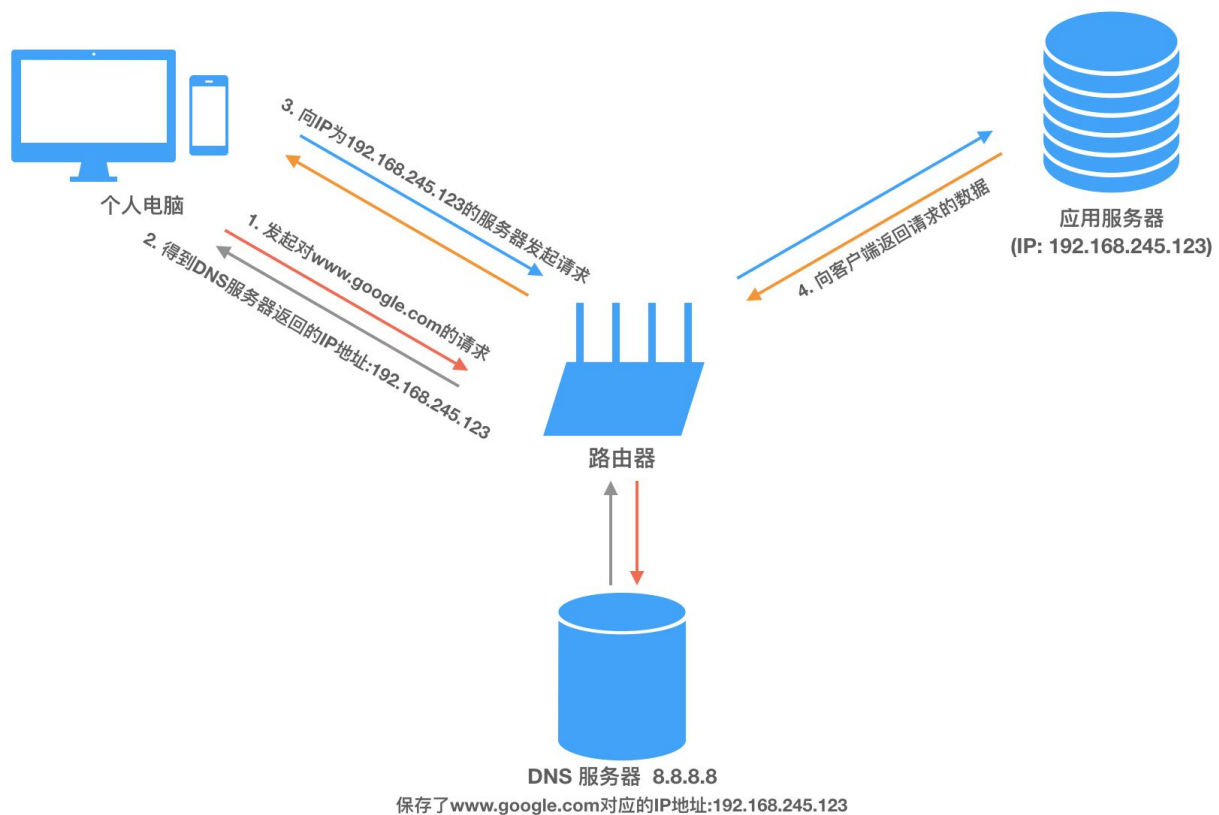 个人电脑
3. 向IP为192.168.245.123的服务器发起请求
1. 发起对www.google.com的请求
2. 得到DNS服务器返回的IP地址:192.168.245.123
4. 向客户端返回请求的数据
应用服务器
(IP: 192.168.245.123)
路由器
DNS 服务器 8.8.8.8
保存了www.google.com对应的IP地址:192.168.245.123